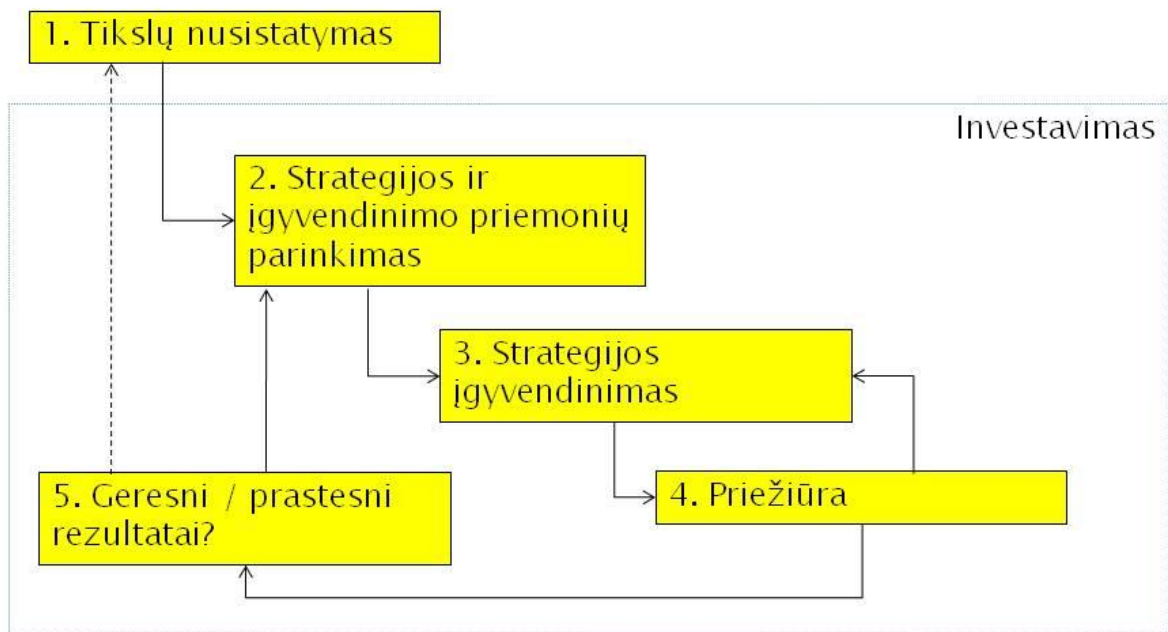 1. Tikslų nusistatymas
Investavimas
2. Strategijos ir
įgyvendinimo priemonių
parinkimas
3. Strategijos
įgyvendinimas
5. Geresni / prastesni
rezultatai?
4. Priežiūra